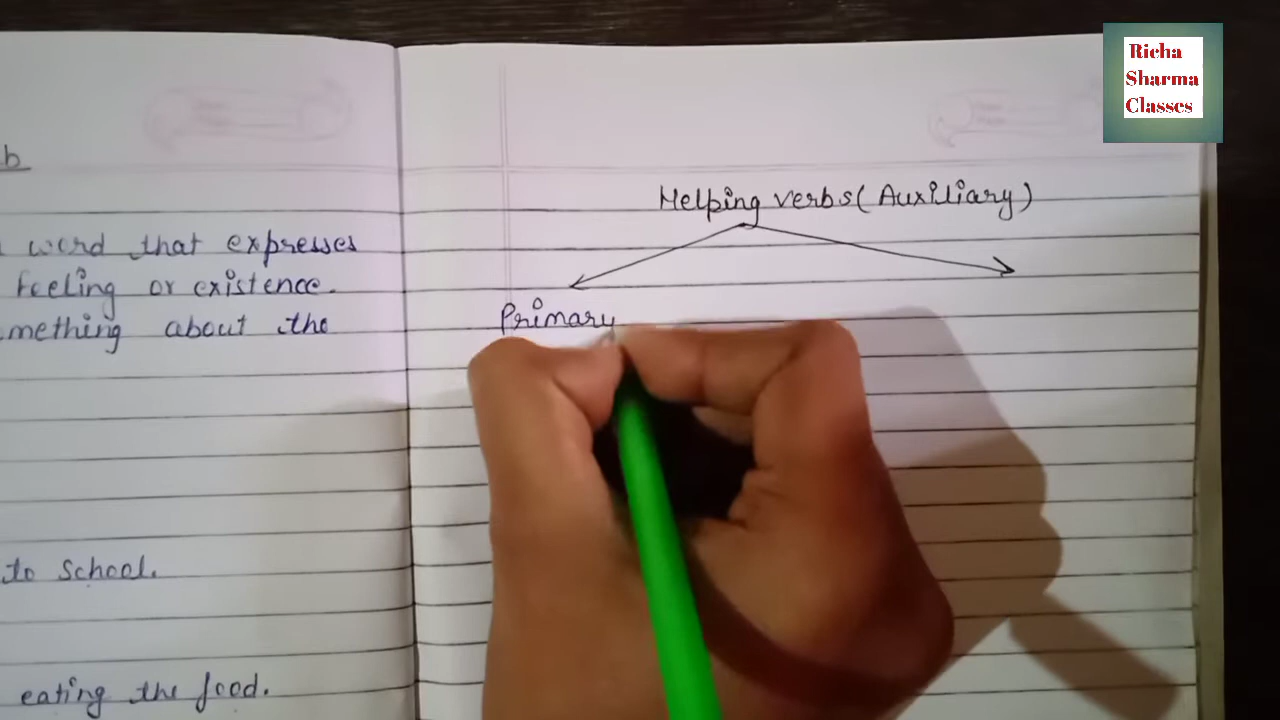 b
word that expresses
feeling or existence.
mething about the
to school.
eating the food.
Helping verbs (Auxiliary)
Primary
Richa
Sharma
Classes